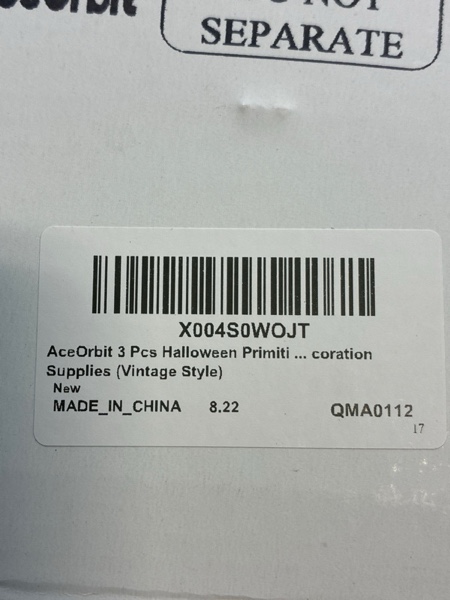 SEPARATE
X004S0WOJT
AceOrbit 3 Pcs Halloween Primiti ... coration
Supplies (Vintage Style)
New
MADE_IN_CHINA 8.22 QMA0112
17